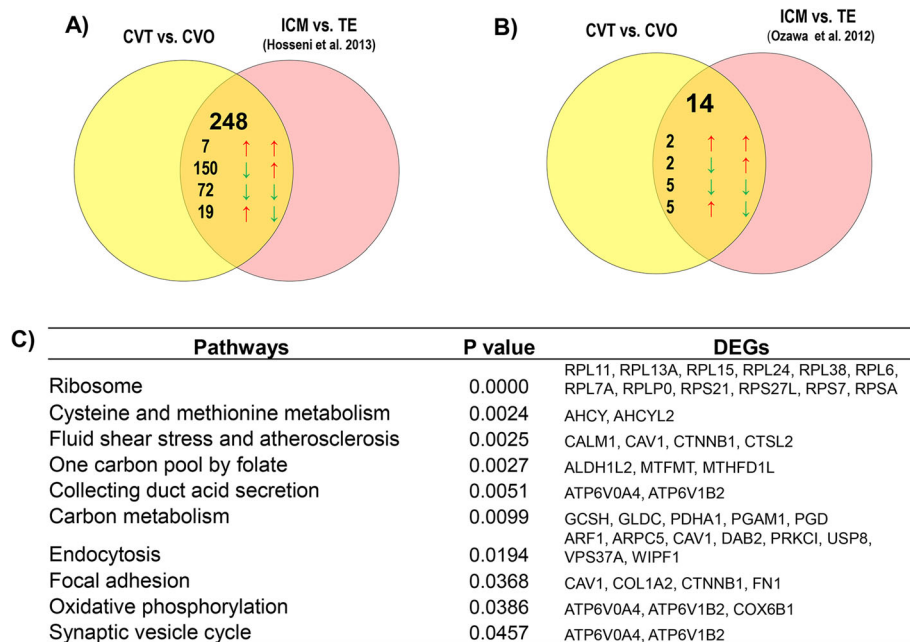 A)
CVT vs. CVO
ICM vs. TE
(Hosseni et al. 2013)
248
7 ↑ ↑
150 ↓ ↑
72 ↓ ↓
19 ↑ ↓
B)
CVT vs. CVO
ICM vs. TE
(Ozawa et al. 2012)
14
2 ↑ ↑
2 ↓ ↑
5 ↓ ↓
5 ↑ ↓
C)
Pathways P value DEGs
RPL11, RPL13A, RPL15, RPL24, RPL38, RPL6,
Ribosome 0.0000 RPL7A, RPLP0, RPS21, RPS27L, RPS7, RPSA
Cysteine and methionine metabolism 0.0024 AHCY, AHCYL2
Fluid shear stress and atherosclerosis 0.0025 CALM1, CAV1, CTNNB1, CTSL2
One carbon pool by folate 0.0027 ALDH1L2, MTFMT, MTHFD1L
Collecting duct acid secretion 0.0051 ATP6V0A4, ATP6V1B2
Carbon metabolism 0.0099 GCSH, GLDC, PDHA1, PGAM1, PGD
ARF1, ARPC5, CAV1, DAB2, PRKCI, USP8,
Endocytosis 0.0194 VPS37A, WIPF1
Focal adhesion 0.0368 CAV1, COL1A2, CTNNB1, FN1
Oxidative phosphorylation 0.0386 ATP6V0A4, ATP6V1B2, COX6B1
Synaptic vesicle cycle 0.0457 ATP6V0A4, ATP6V1B2